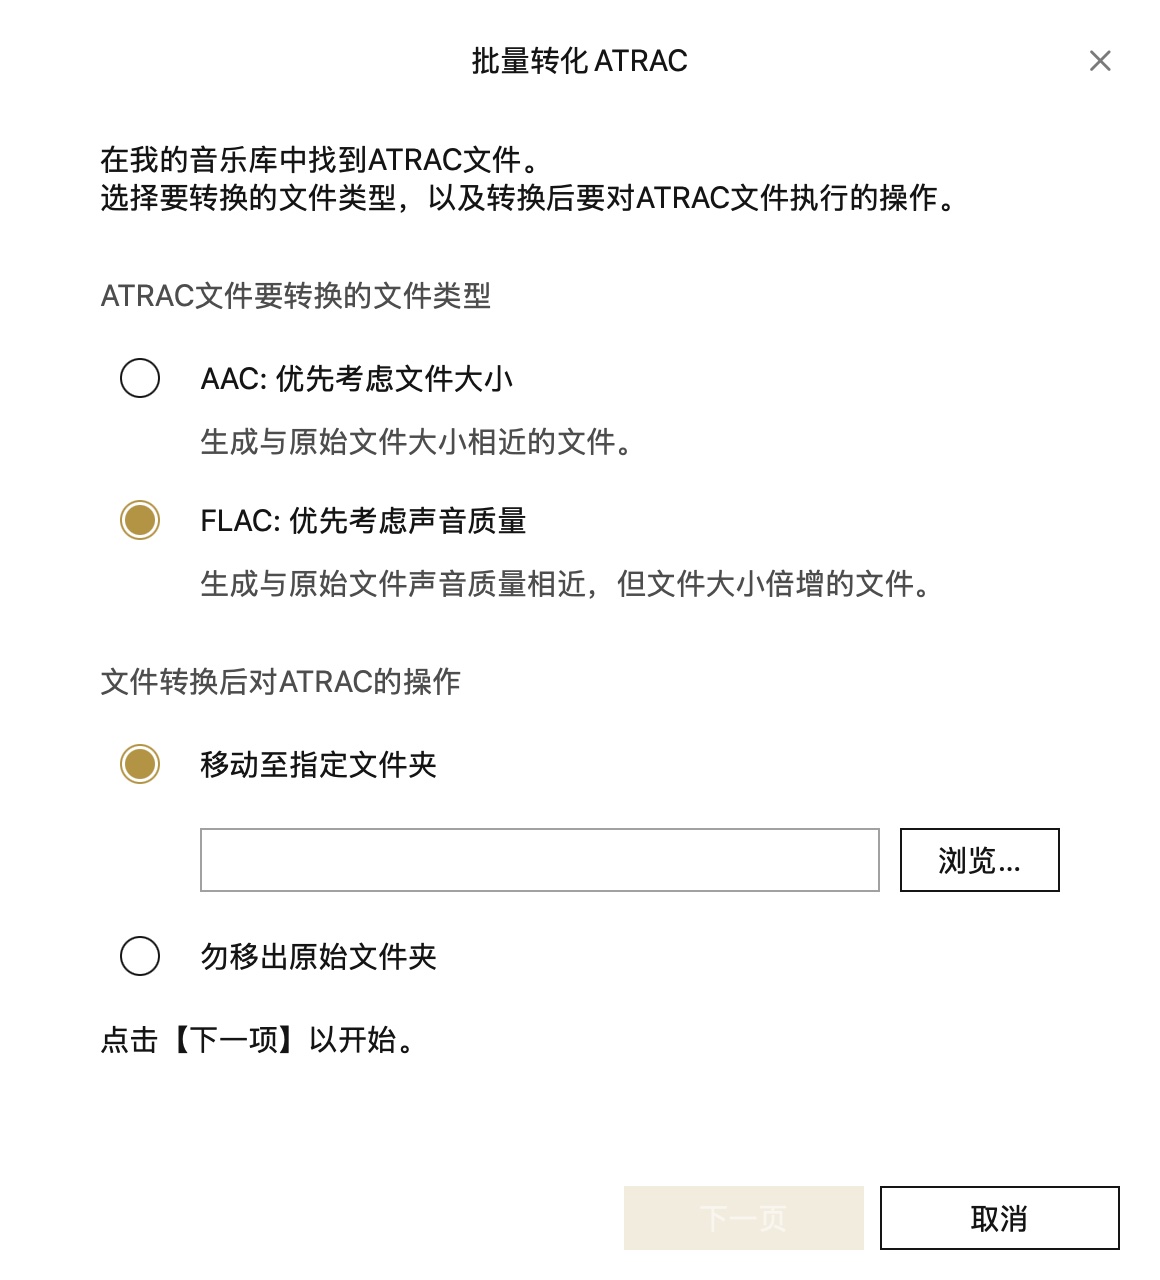 批量转化 ATRAC
在我的音乐库中找到ATRAC文件。
选择要转换的文件类型，以及转换后要对ATRAC文件执行的操作。
ATRAC文件要转换的文件类型
AAC: 优先考虑文件大小
生成与原始文件大小相近的文件。
FLAC: 优先考虑声音质量
生成与原始文件声音质量相近，但文件大小倍增的文件。
文件转换后对ATRAC的操作
移动至指定文件夹
浏览...
勿移出原始文件夹
点击【下一项】以开始。
下一页
取消